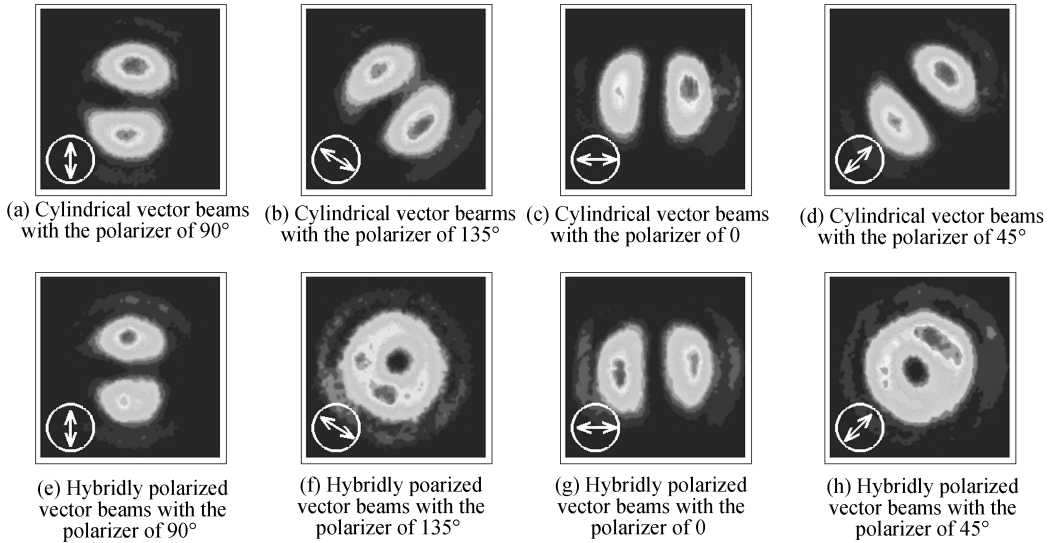 (a) Cylindrical vector beams
with the polarizer of 90°
(b) Cylindrical vector bearms
with the polarizer of 135°
(c) Cylindrical vector beams
with the polarizer of 0
(d) Cylindrical vector beams
with the polarizer of 45°
(e) Hybridly polarized
vector beams with the
polarizer of 90°
(f) Hybridly poarized
vector beams with the
polarizer of 135°
(g) Hybridly polarized
vector beams with the
polarizer of 0
(h) Hybridly polarized
vector beams with the
polarizer of 45°